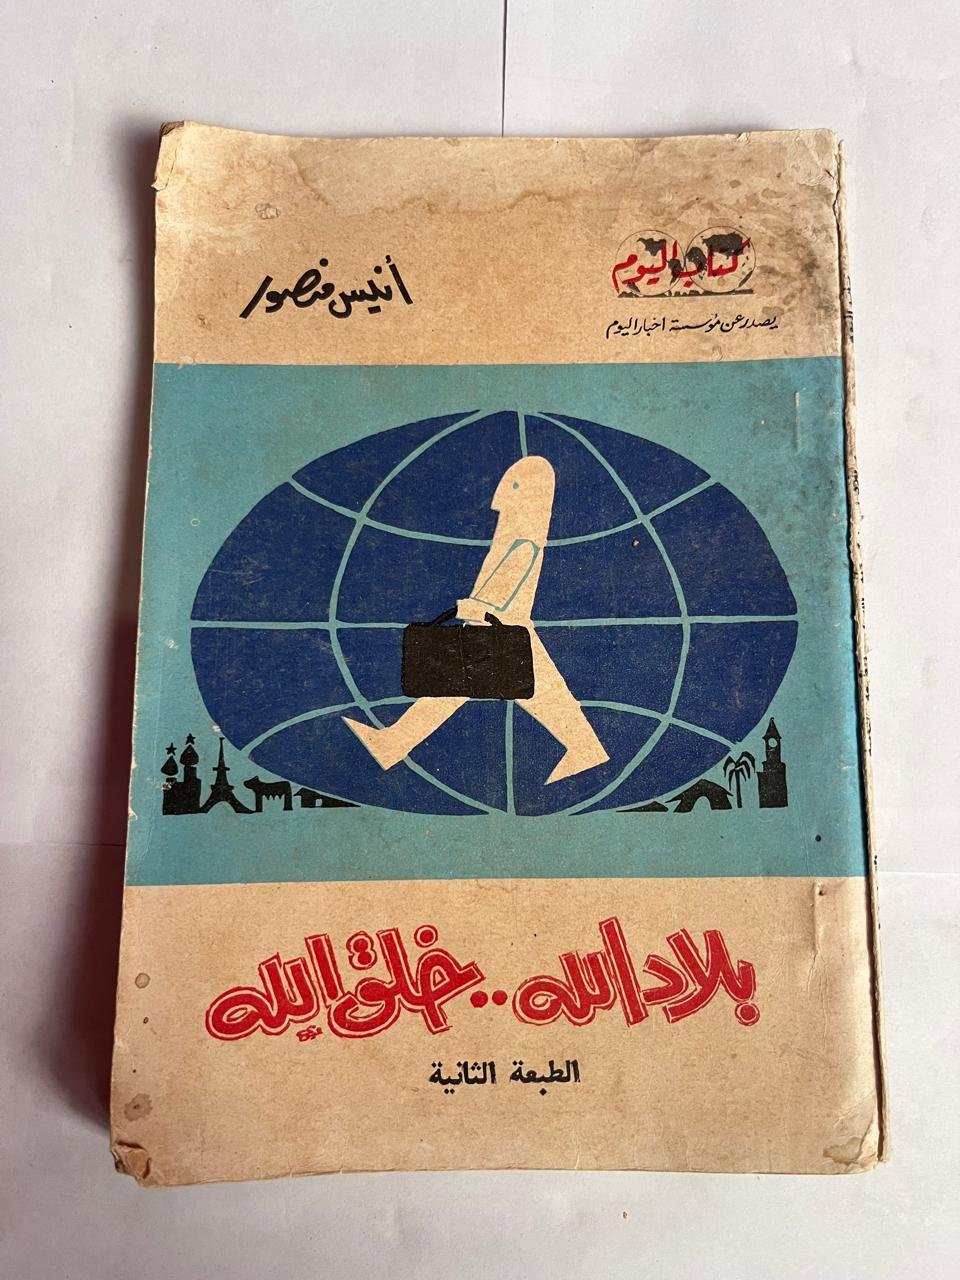 كتاب اليوم
يصدر عن مؤسسة اخبار اليوم
أنيس منصور
بلاد الله .. خلق الله
الطبعة الثانية